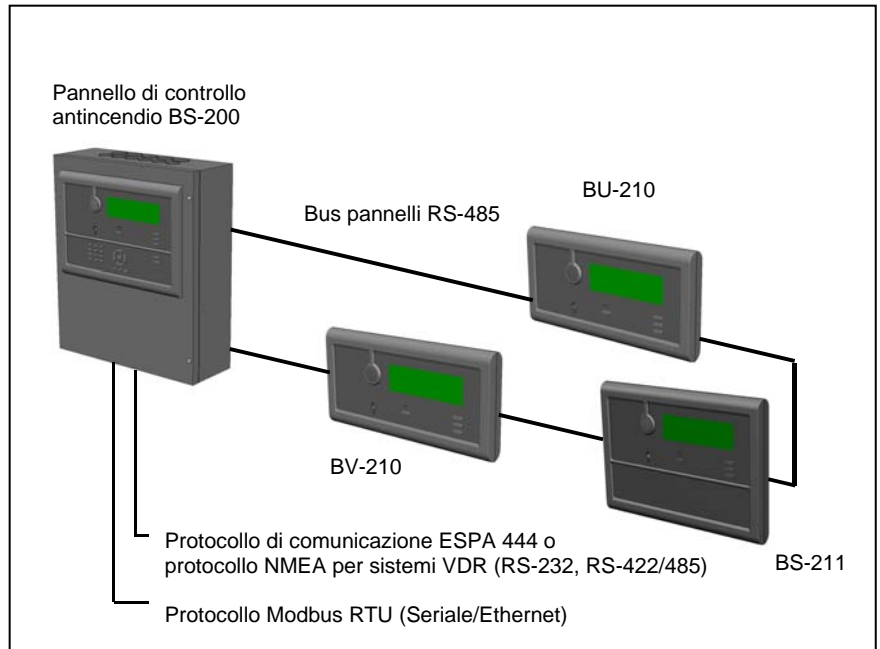 Pannello di controllo
antincendio BS-200
BU-210
Bus pannelli RS-485
BV-210
Protocollo di comunicazione ESPA 444 o
protocollo NMEA per sistemi VDR (RS-232, RS-422/485)
BS-211
Protocollo Modbus RTU (Seriale/Ethernet)